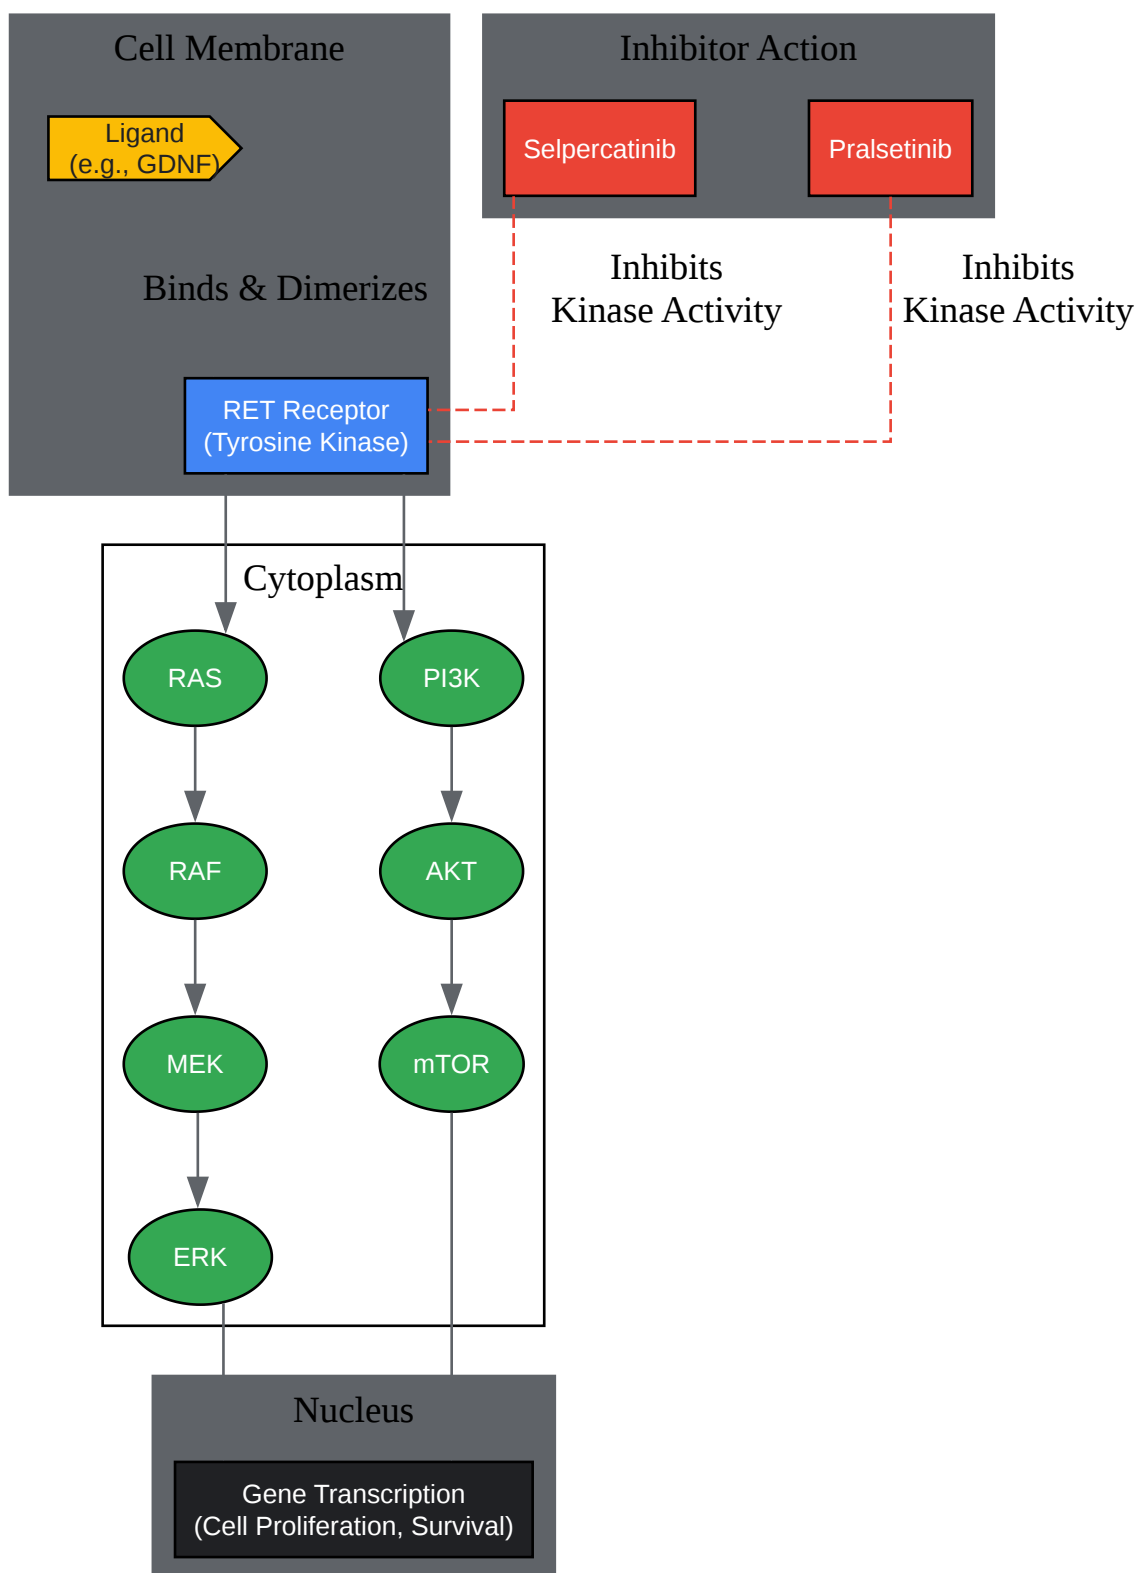 Cell Membrane
Inhibitor Action
Ligand
(e.g., GDNF)
Selpercatinib
Pralsetinib
Binds & Dimerizes
Inhibits
Kinase Activity
Inhibits
Kinase Activity
RET Receptor
(Tyrosine Kinase)
Cytoplasm
RAS
PI3K
RAF
AKT
MEK
mTOR
ERK
Nucleus
Gene Transcription
(Cell Proliferation, Survival)